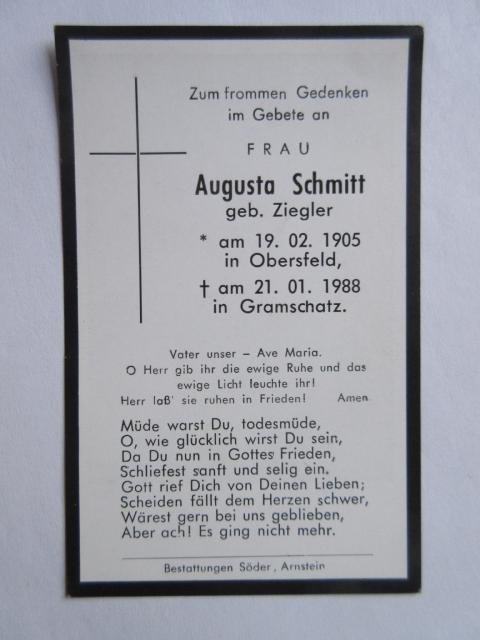 Zum frommen Gedenken
im Gebete an
FRAU
Augusta Schmitt
geb. Ziegler
* am 19. 02. 1905
in Obersfeld,
† am 21. 01. 1988
in Gramschatz.
Vater unser – Ave Maria.
O Herr gib ihr die ewige Ruhe und das
ewige Licht leuchte ihr!
Herr laß' sie ruhen in Frieden! Amen
Müde warst Du, todesmüde,
O, wie glücklich wirst Du sein,
Da Du nun in Gottes Frieden,
Schliefest sanft und selig ein.
Gott rief Dich von Deinen Lieben;
Scheiden fällt dem Herzen schwer,
Wärest gern bei uns geblieben,
Aber ach! Es ging nicht mehr.
Bestattungen Söder, Arnstein